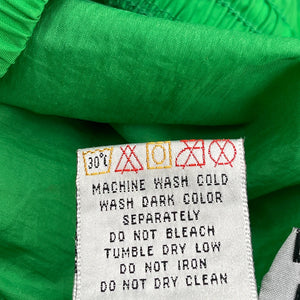 30°C
MACHINE WASH COLD
WASH DARK COLOR
SEPARATELY
DO NOT BLEACH
TUMBLE DRY LOW
DO NOT IRON
DO NOT DRY CLEAN